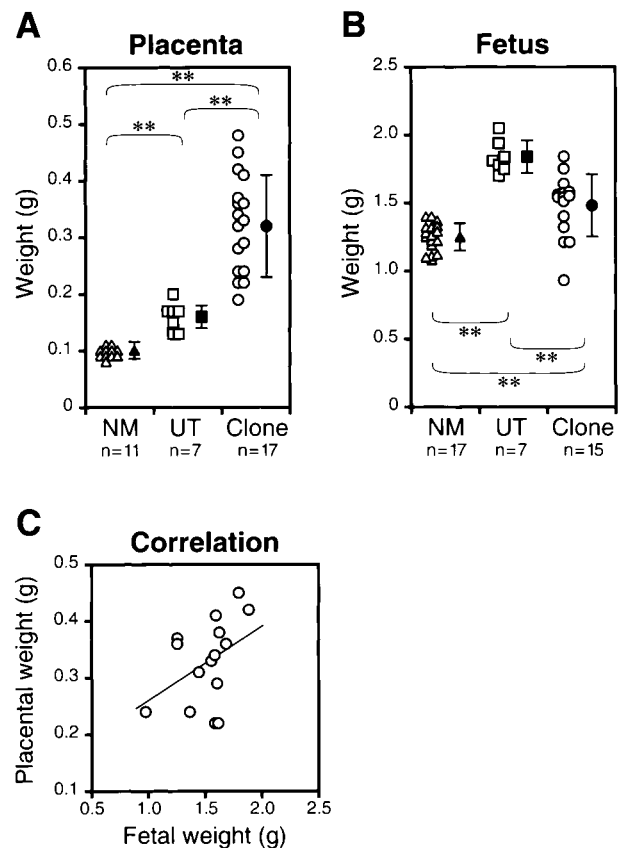 A
Placenta
0.6
0.5
0.4
0.3
0.2
0.1
0
Weight (g)
**
**
**
NM
UT
Clone
n=11
n=7
n=17
B
Fetus
2.5
2.0
1.5
1.0
0.5
0
Weight (g)
**
**
**
NM
UT
Clone
n=17
n=7
n=15
C
Correlation
0.5
0.4
0.3
0.2
0.1
Placental weight (g)
0.5 1.0 1.5 2.0 2.5
Fetal weight (g)